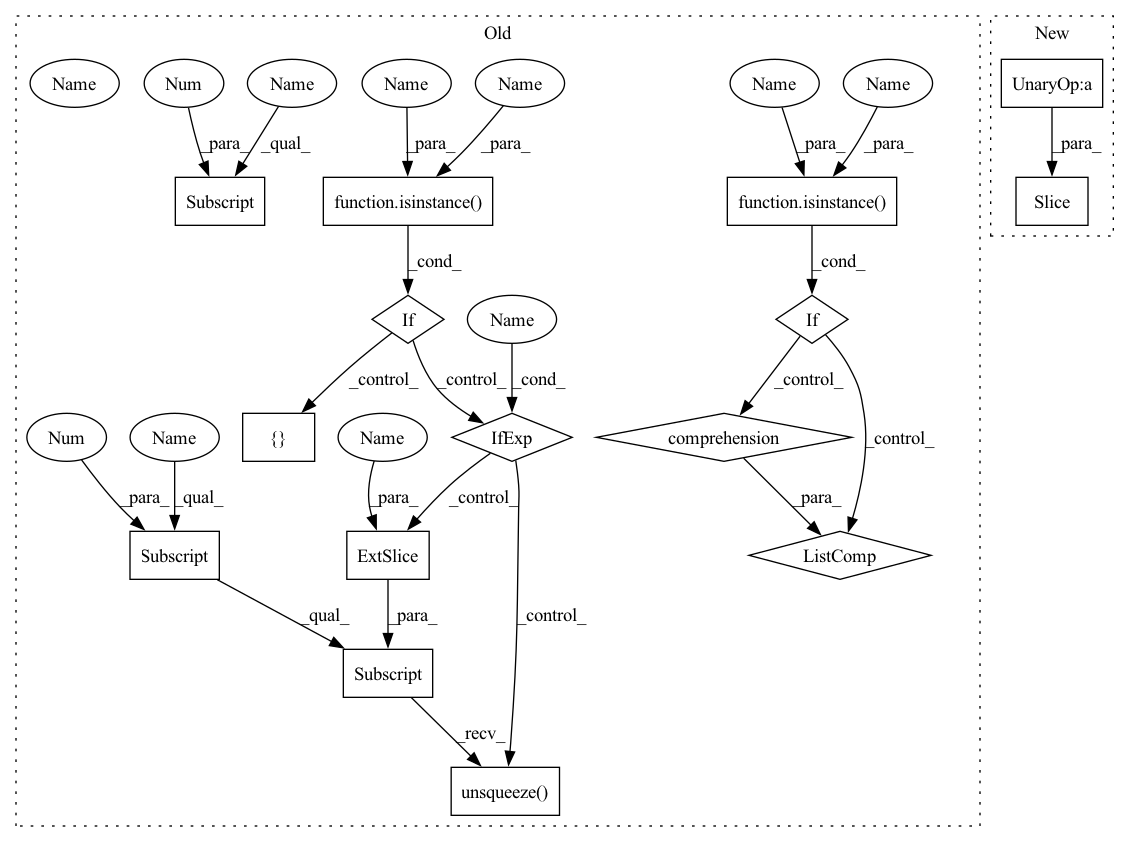 Old
New
Name
Num
Name
Name
Name
Name
Name
UnaryOp:a
_para_
_qual_
_para_
_para_
_para_
_para_
_para_
Subscript
function.isinstance()
function.isinstance()
Slice
_cond_
_cond_
If
Name
If
_control_
_control_
_cond_
_control_
Num
Name
{}
Name
IfExp
comprehension
_control_
_para_
_qual_
_para_
_control_
_para_
Subscript
ExtSlice
ListComp
_qual_
_para_
_control_
Subscript
_recv_
unsqueeze()